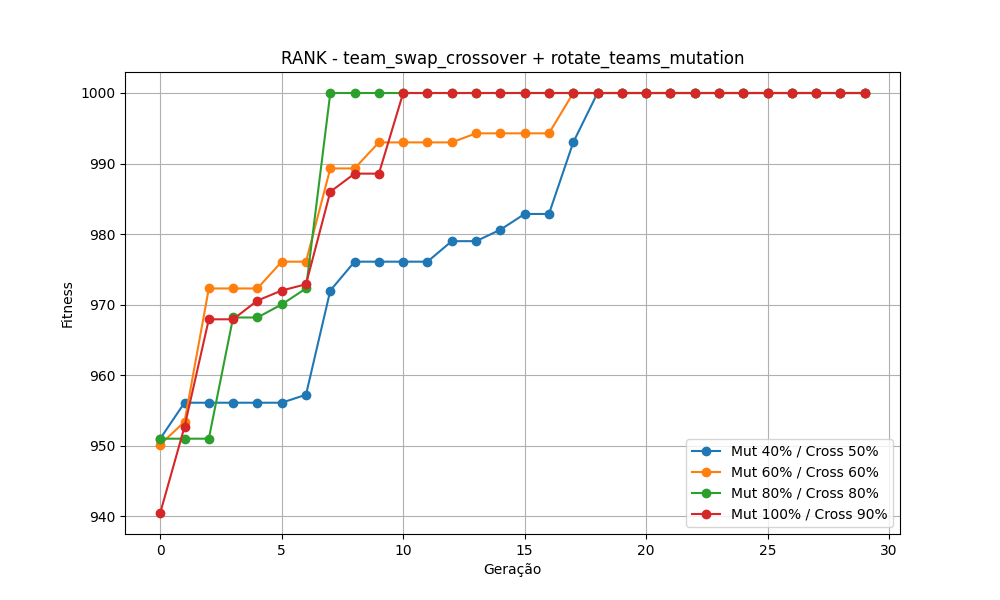 RANK - team_swap_crossover + rotate_teams_mutation
1000
990
980
970
960
950
940
Fitness
0
5
10
15
20
25
30
Geração
Mut 40% / Cross 50%
Mut 60% / Cross 60%
Mut 80% / Cross 80%
Mut 100% / Cross 90%